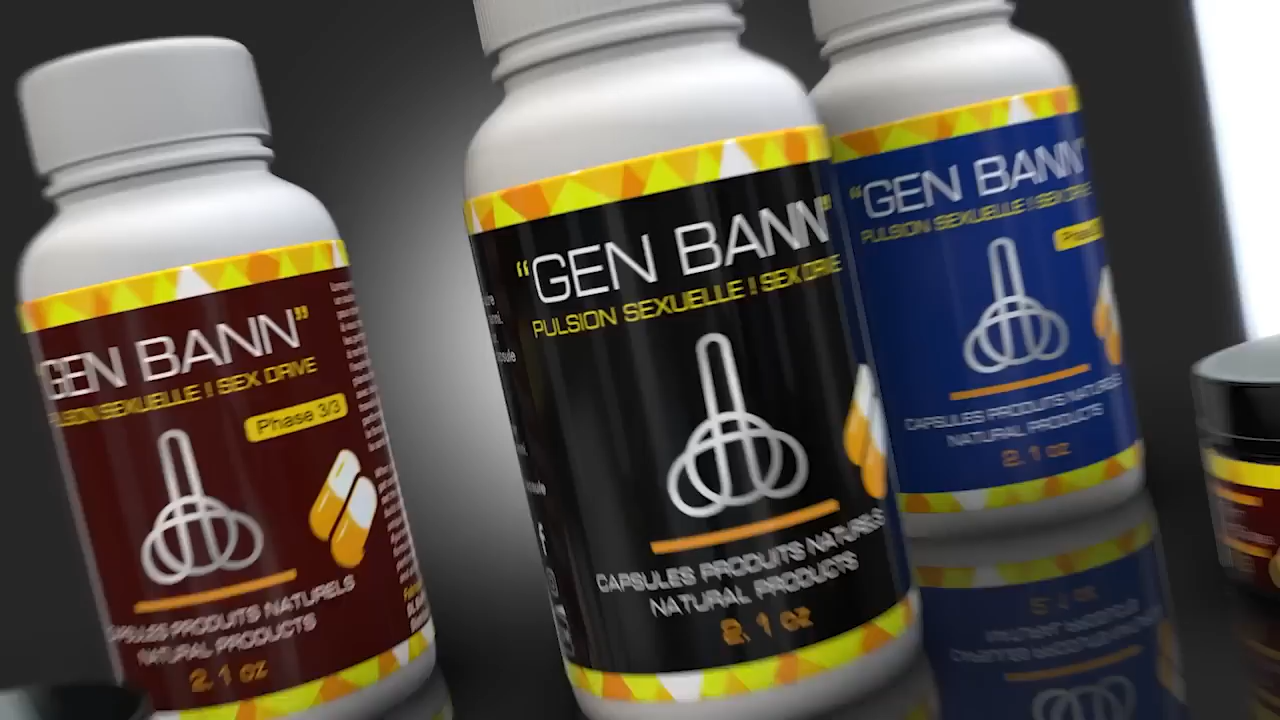 GEN BANN”
PULSION SEXUELLE ! SEX DRIVE
Phase 3/3
CAPSULES PRODUITS NATURELS
NATURAL PRODUCTS
2.1 oz
“GEN BANN”
PULSION SEXUELLE ! SEX DRIVE
CAPSULES PRODUITS NATURELS
NATURAL PRODUCTS
2.1 oz
“GEN BANN”
PULSION SEXUELLE ! SEX DRIVE
CAPSULES PRODUITS NATURELS
NATURAL PRODUCTS
2.1 oz